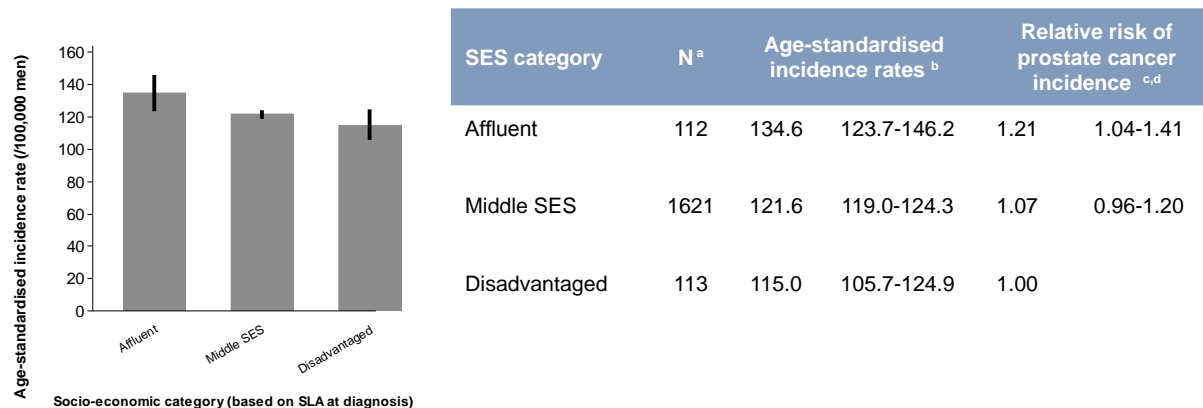 Age-standardised incidence rate (/100,000 men)
160
140
120
100
80
60
40
20
0
Affluent
Middle SES
Disadvantaged
Socio-economic category (based on SLA at diagnosis)
SES category N a Age-standardised incidence rates b Relative risk of prostate cancer incidence c,d
Affluent 112 134.6 123.7-146.2 1.21 1.04-1.41
Middle SES 1621 121.6 119.0-124.3 1.07 0.96-1.20
Disadvantaged 113 115.0 105.7-124.9 1.00